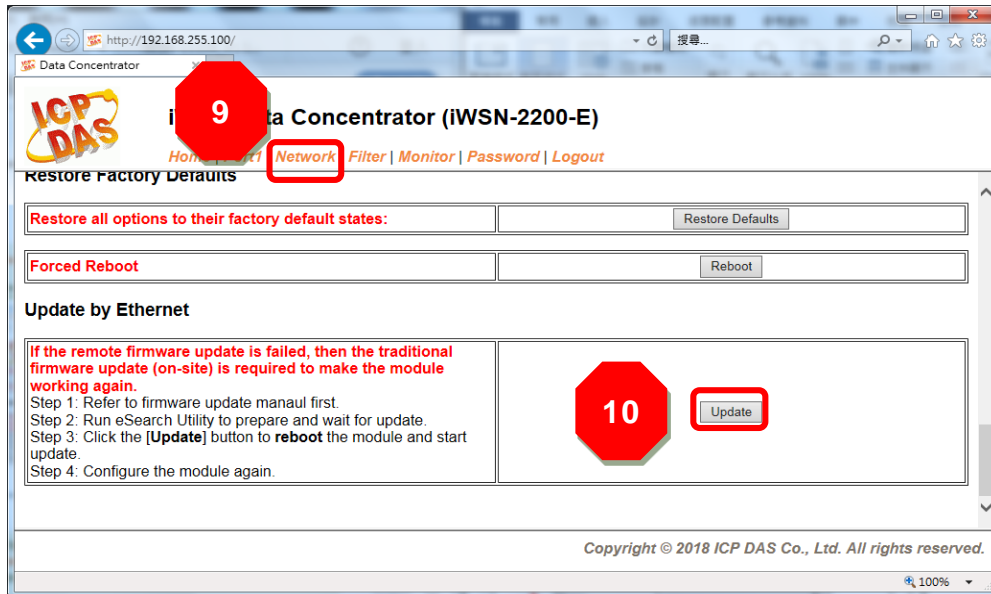 http://192.168.255.100/
搜尋...
Data Concentrator
ICP DAS
9
ta Concentrator (iWSN-2200-E)
Network Filter | Monitor | Password | Logout
Restore Factory Defaults
Restore all options to their factory default states:
Restore Defaults
Forced Reboot
Reboot
Update by Ethernet
If the remote firmware update is failed, then the traditional
firmware update (on-site) is required to make the module
working again.
Step 1: Refer to firmware update manaul first.
Step 2: Run eSearch Utility to prepare and wait for update.
Step 3: Click the [Update] button to reboot the module and start
update.
Step 4: Configure the module again.
10
Update
Copyright © 2018 ICP DAS Co., Ltd. All rights reserved.
100%